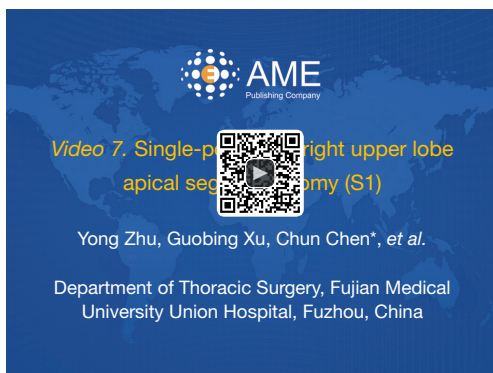 AME
Publishing Company
Video 7. Single-po right upper lobe
apical seg omy (S1)
Yong Zhu, Guobing Xu, Chun Chen*, et al.
Department of Thoracic Surgery, Fujian Medical
University Union Hospital, Fuzhou, China